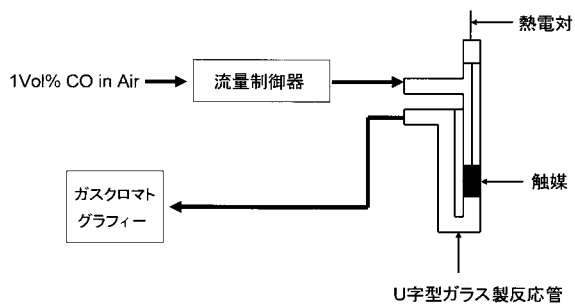 熱電対
1Vol% CO in Air
流量制御器
ガスクロマト
グラフィー
触媒
U字型ガラス製反応管